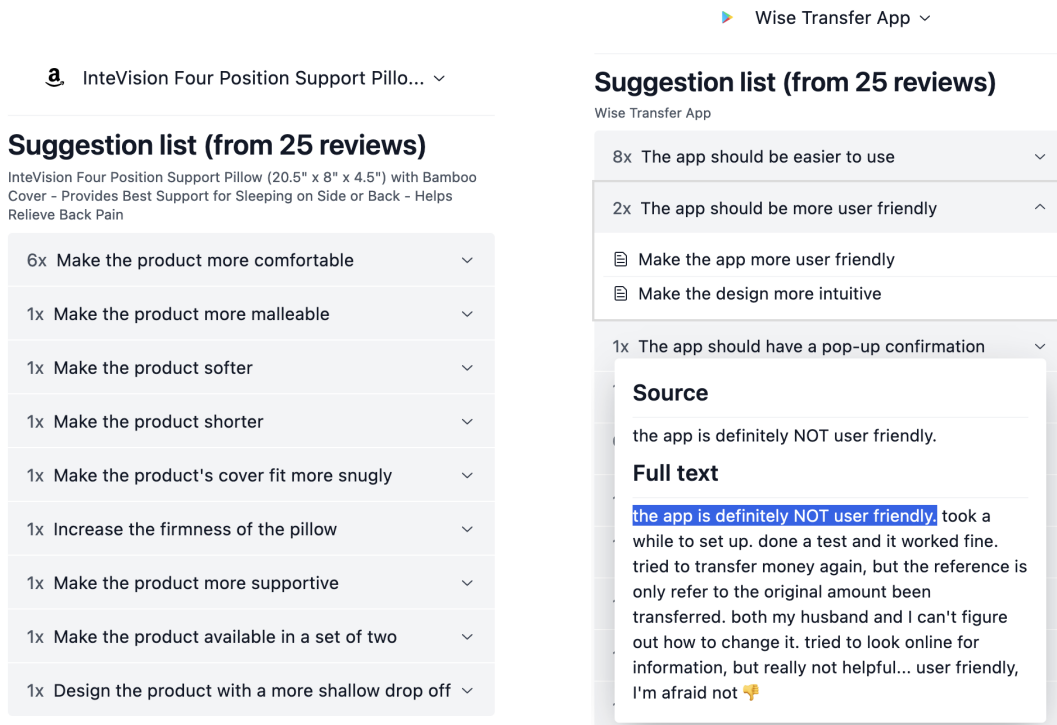 InteVision Four Position Support Pillo...
Suggestion list (from 25 reviews)
InteVision Four Position Support Pillow (20.5" x 8" x 4.5") with Bamboo
Cover - Provides Best Support for Sleeping on Side or Back - Helps
Relieve Back Pain
6x Make the product more comfortable
1x Make the product more malleable
1x Make the product softer
1x Make the product shorter
1x Make the product's cover fit more snugly
1x Increase the firmness of the pillow
1x Make the product more supportive
1x Make the product available in a set of two
1x Design the product with a more shallow drop off
Wise Transfer App
Suggestion list (from 25 reviews)
Wise Transfer App
8x The app should be easier to use
2x The app should be more user friendly
Make the app more user friendly
Make the design more intuitive
1x The app should have a pop-up confirmation
Source
the app is definitely NOT user friendly.
Full text
the app is definitely NOT user friendly. took a
while to set up. done a test and it worked fine.
tried to transfer money again, but the reference is
only refer to the original amount been
transferred. both my husband and I can't figure
out how to change it. tried to look online for
information, but really not helpful... user friendly,
I'm afraid not 👎